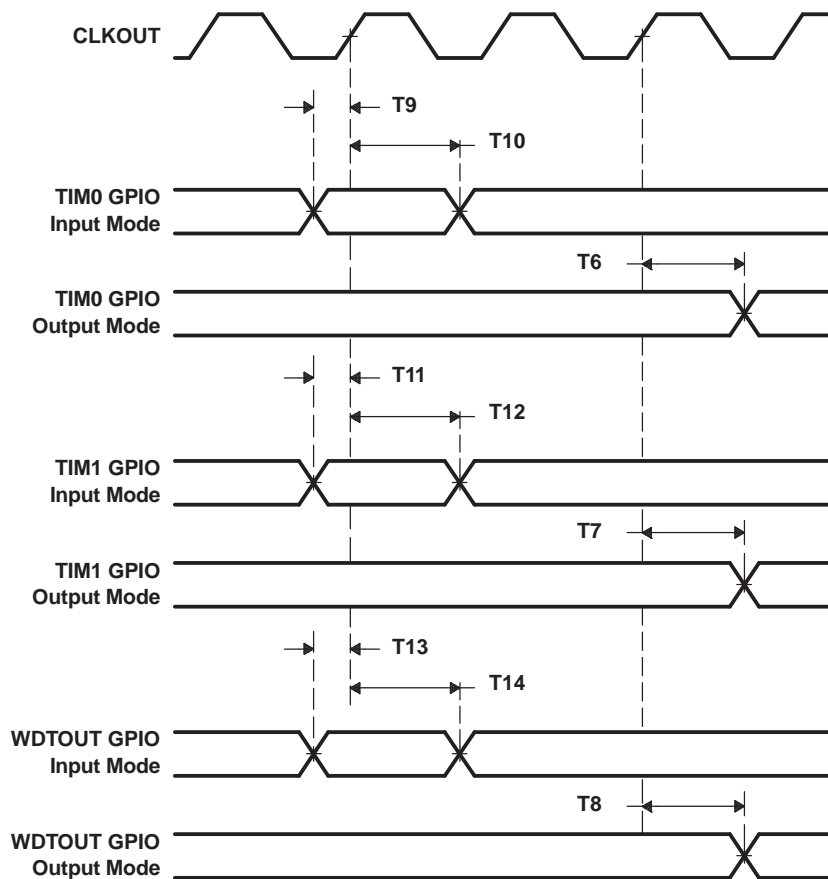 CLKOUT
T9
T10
TIM0 GPIO
Input Mode
T6
TIM0 GPIO
Output Mode
T11
T12
TIM1 GPIO
Input Mode
T7
TIM1 GPIO
Output Mode
T13
T14
WDTOUT GPIO
Input Mode
T8
WDTOUT GPIO
Output Mode